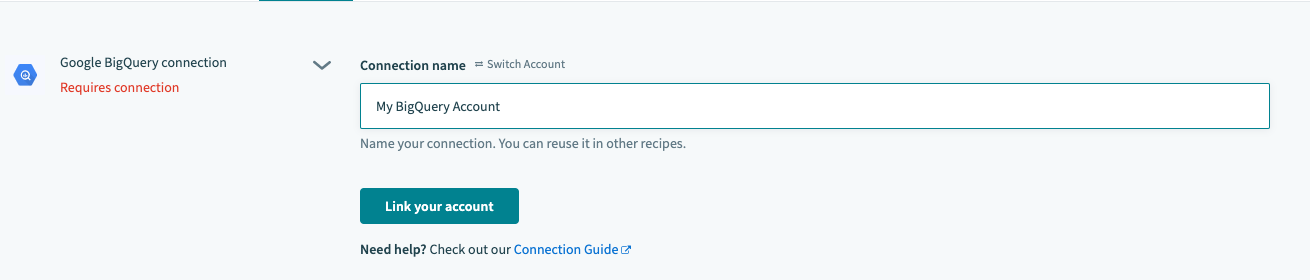 Google BigQuery connection
Requires connection
Connection name ⇄ Switch Account
My BigQuery Account
Name your connection. You can reuse it in other recipes.
Link your account
Need help? Check out our Connection Guide